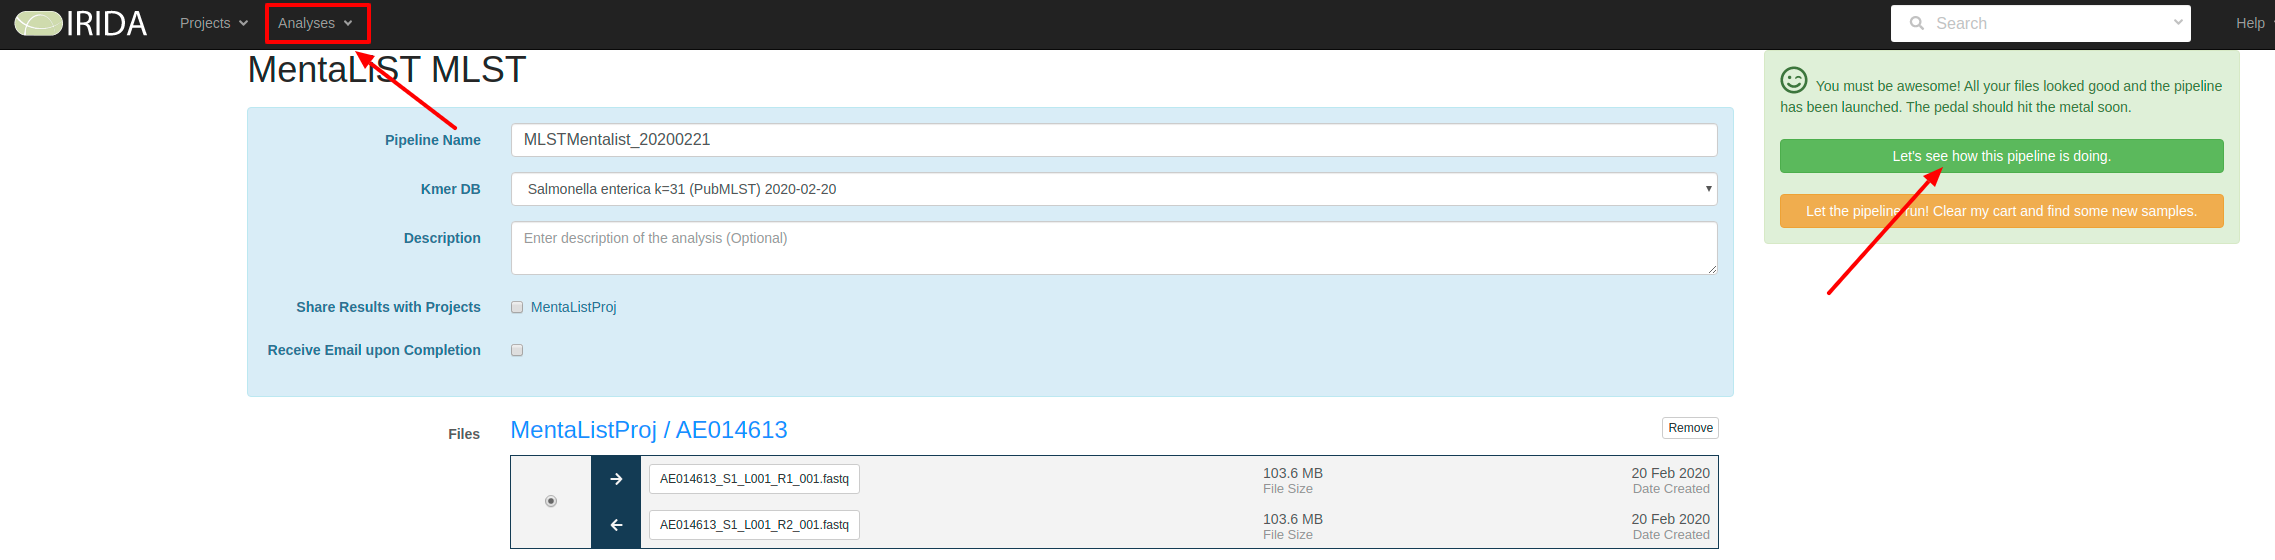 IRIDA Projects Analyses Search Help
MentaLiST MLST
You must be awesome! All your files looked good and the pipeline
has been launched. The pedal should hit the metal soon.
Let's see how this pipeline is doing.
Let the pipeline run! Clear my cart and find some new samples.
Pipeline Name MLSTMentalist_20200221
Kmer DB Salmonella enterica k=31 (PubMLST) 2020-02-20
Description Enter description of the analysis (Optional)
Share Results with Projects MentaListProj
Receive Email upon Completion
Files MentaListProj / AE014613 Remove
AE014613_S1_L001_R1_001.fastq 103.6 MB 20 Feb 2020
File Size Date Created
AE014613_S1_L001_R2_001.fastq 103.6 MB 20 Feb 2020
File Size Date Created